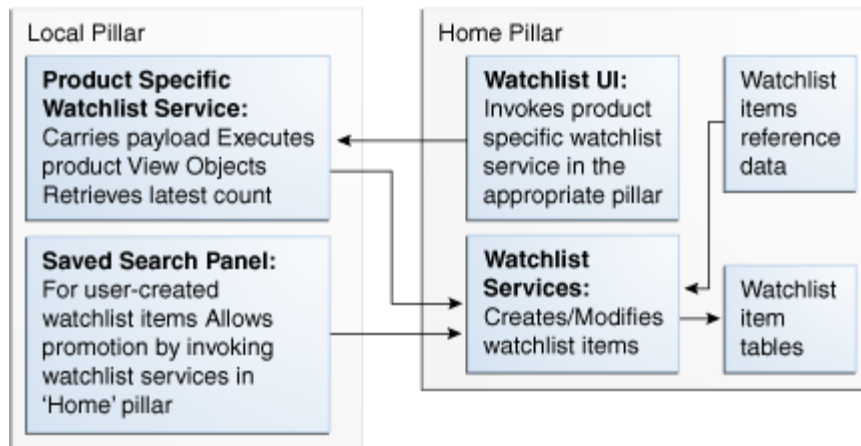 Local Pillar
Product Specific
Watchlist Service:
Carries payload Executes
product View Objects
Retrieves latest count
Saved Search Panel:
For user-created
watchlist items Allows
promotion by invoking
watchlist services in
‘Home’ pillar
Home Pillar
Watchlist UI:
Invokes product
specific watchlist
service in the
appropriate pillar
Watchlist
items
reference
data
Watchlist
Services:
Creates/Modifies
watchlist items
Watchlist
item
tables